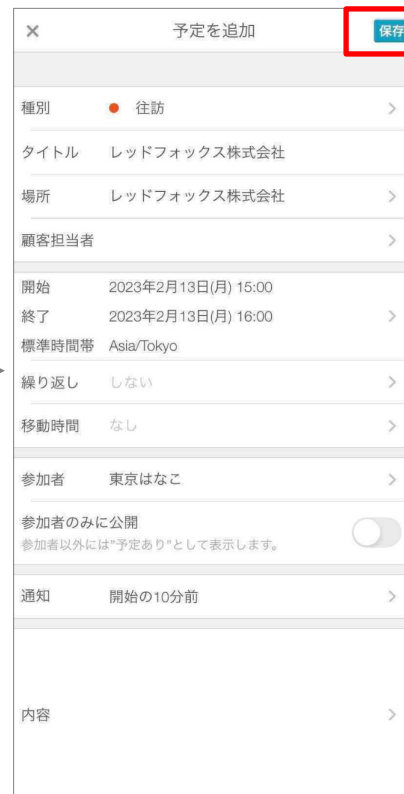 予定を追加
保存
種別 往訪
タイトル レッドフォックス株式会社
場所 レッドフォックス株式会社
顧客担当者
開始 2023年2月13日(月) 15:00
終了 2023年2月13日(月) 16:00
標準時間帯 Asia/Tokyo
繰り返し しない
移動時間 なし
参加者 東京はなこ
参加者のみに公開
参加者以外には"予定あり"として表示します。
通知 開始の10分前
内容